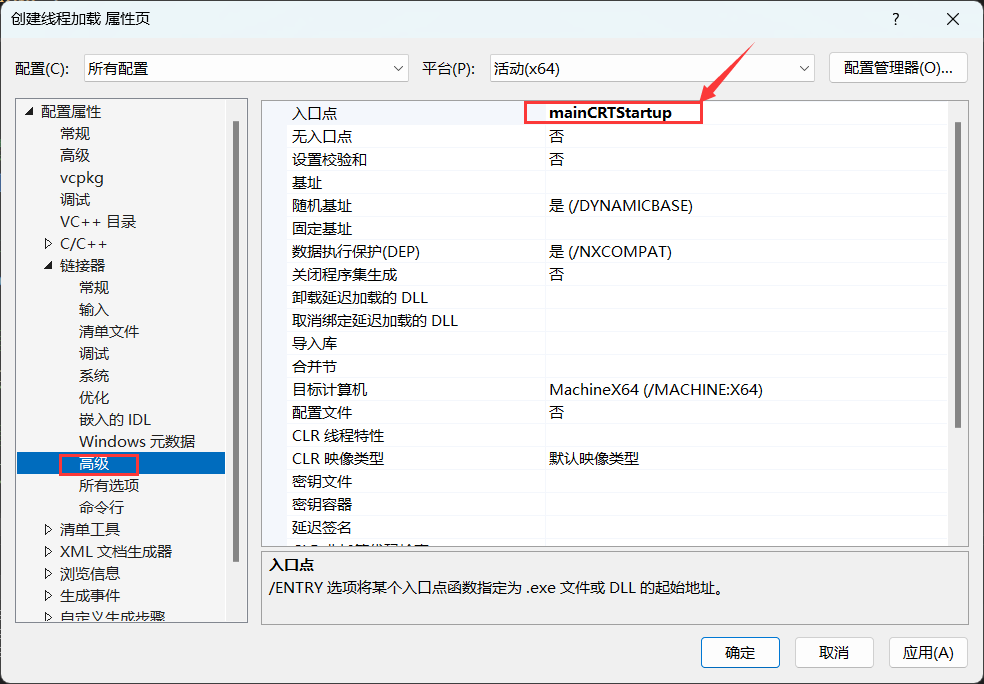 创建线程加载 属性页
?
配置(C): 所有配置 平台(P): 活动(x64) 配置管理器(O)...
配置属性
常规
高级
vcpkg
调试
VC++ 目录
C/C++
链接器
常规
输入
清单文件
调试
系统
优化
嵌入的 IDL
Windows 元数据
高级
所有选项
命令行
清单工具
XML 文档生成器
浏览信息
生成事件
自定义生成步骤
入口点 mainCRTStartup
无入口点 否
设置校验和 否
基址
随机基址 是 (/DYNAMICBASE)
固定基址
数据执行保护(DEP) 是 (/NXCOMPAT)
关闭程序集生成 否
卸载延迟加载的 DLL
取消绑定延迟加载的 DLL
导入库
合并节
目标计算机 MachineX64 (/MACHINE:X64)
配置文件 否
CLR 线程特性
CLR 映像类型 默认映像类型
密钥文件
密钥容器
延迟签名
入口点
/ENTRY 选项将某个入口点函数指定为 .exe 文件或 DLL 的起始地址。
确定 取消 应用(A)